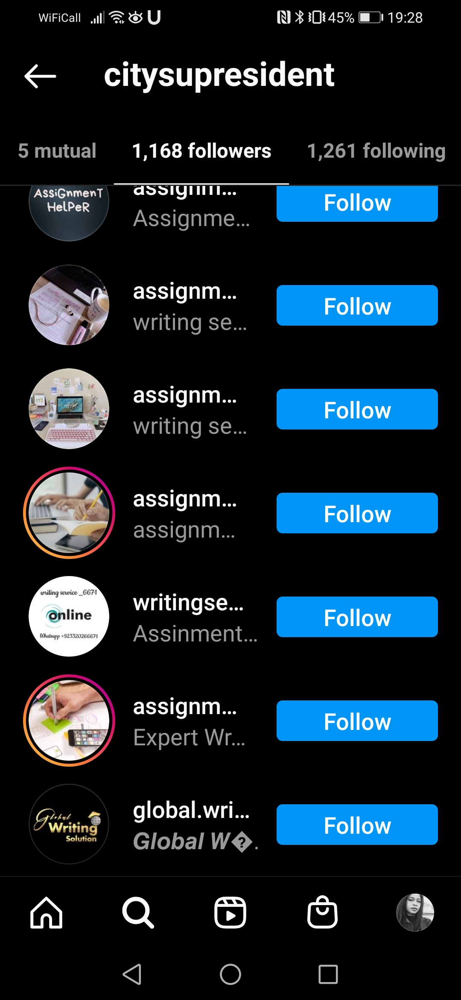 WiFiCall 45% 19:28
citysupresident
5 mutual 1,168 followers 1,261 following
AssiGnmenT
HelPeR
assignm...
Assignme...
Follow
assignm...
writing se...
Follow
assignm...
writing se...
Follow
assignm...
assignm...
Follow
writing service _6671
online
Whatsapp +923320266671
writingse...
Assinment...
Follow
assignm...
Expert Wr...
Follow
Global
Writing
Solution
global.wri...
Global W�.
Follow